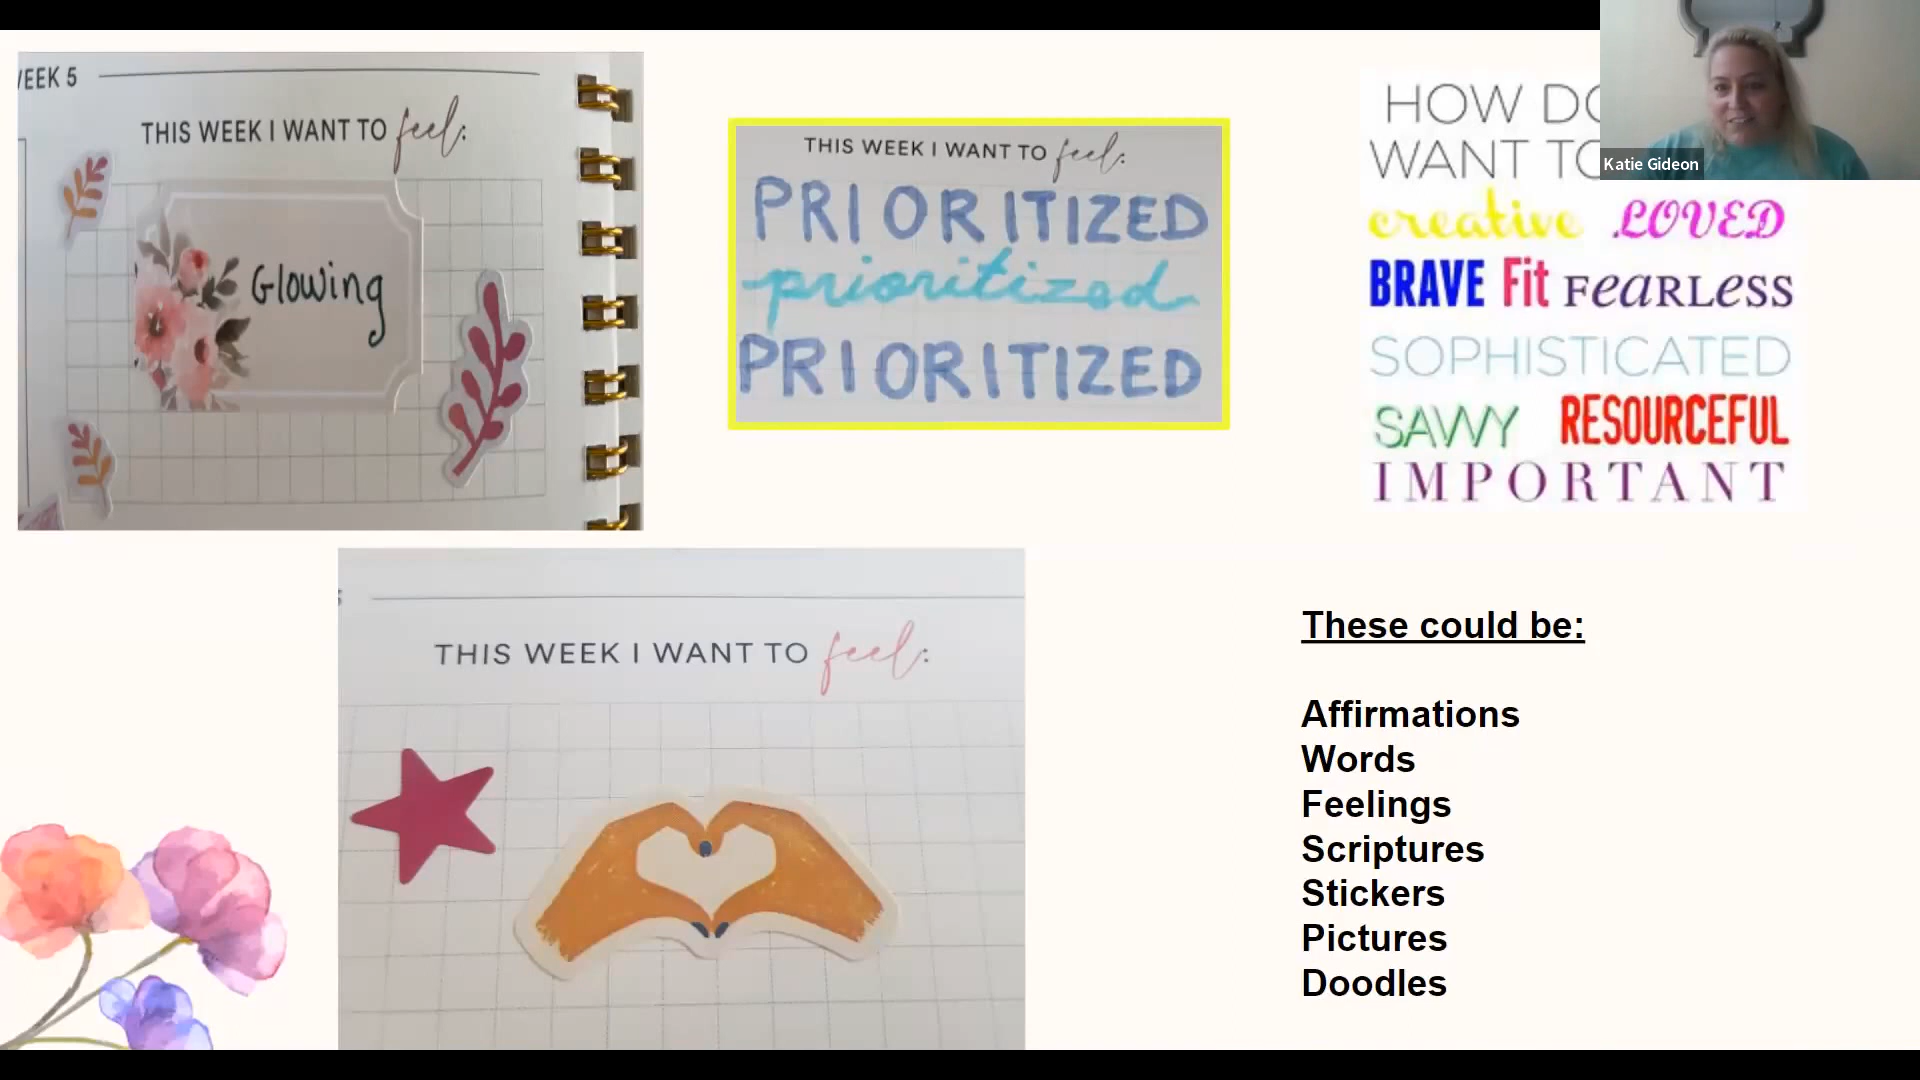 WEEK 5
THIS WEEK I WANT TO feel:
Glowing
THIS WEEK I WANT TO feel:
PRIORITIZED
prioritized
PRIORITIZED
HOW DO
WANT TO
creative LOVED
BRAVE Fit FEARLESS
SOPHISTICATED
SAVVY RESOURCEFUL
IMPORTANT
Katie Gideon
THIS WEEK I WANT TO feel:
These could be:
Affirmations
Words
Feelings
Scriptures
Stickers
Pictures
Doodles